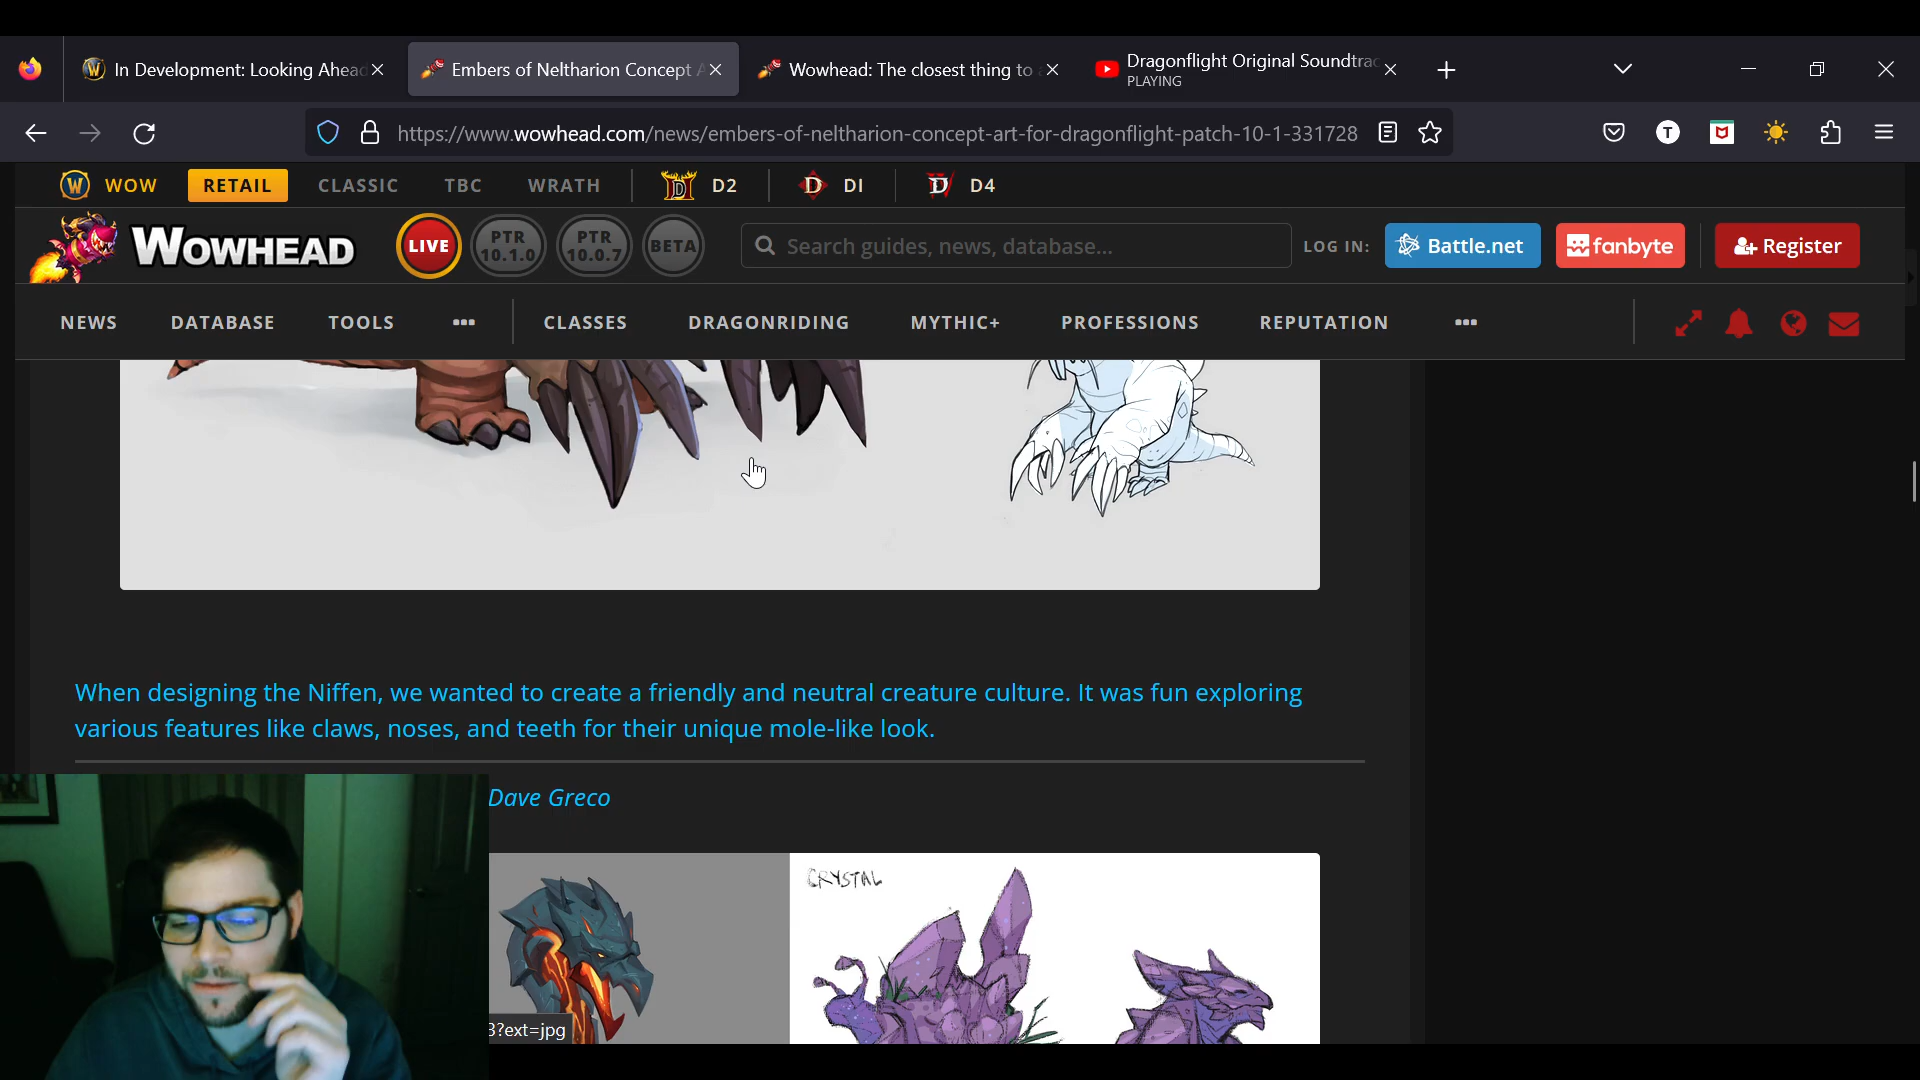 In Development: Looking Ahead
Embers of Neltharion Concept A
Wowhead: The closest thing to a
Dragonflight Original Soundtrac
PLAYING
https://www.wowhead.com/news/embers-of-neltharion-concept-art-for-dragonflight-patch-10-1-331728
T
WOW RETAIL CLASSIC TBC WRATH D2 DI D4
WOWHEAD
LIVE
PTR 10.1.0
PTR 10.0.7
BETA
Search guides, news, database...
LOG IN: Battle.net fanbyte Register
NEWS DATABASE TOOLS ••• CLASSES DRAGONRIDING MYTHIC+ PROFESSIONS REPUTATION •••
When designing the Niffen, we wanted to create a friendly and neutral creature culture. It was fun exploring
various features like claws, noses, and teeth for their unique mole-like look.
Dave Greco
CRYSTAL
3?ext=jpg